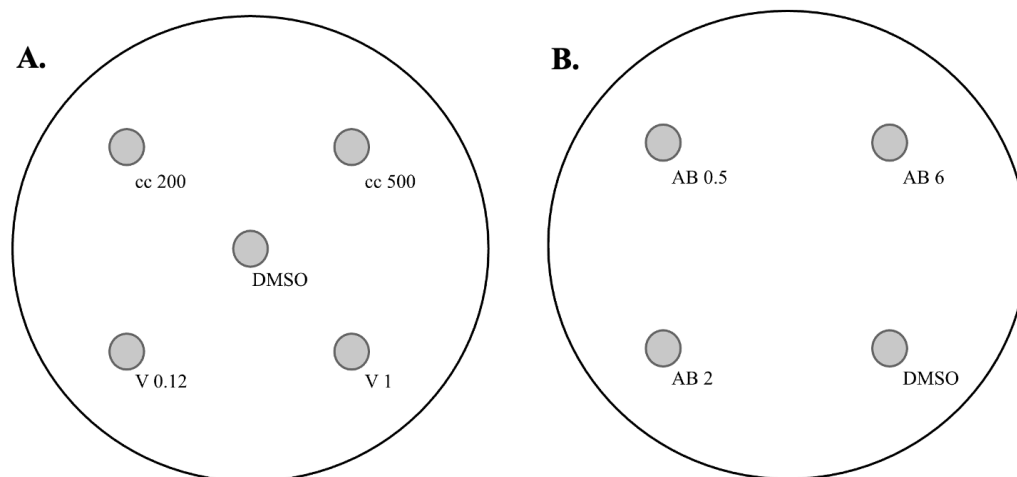 A.
cc 200
cc 500
DMSO
V 0.12
V 1
B.
AB 0.5
AB 6
AB 2
DMSO